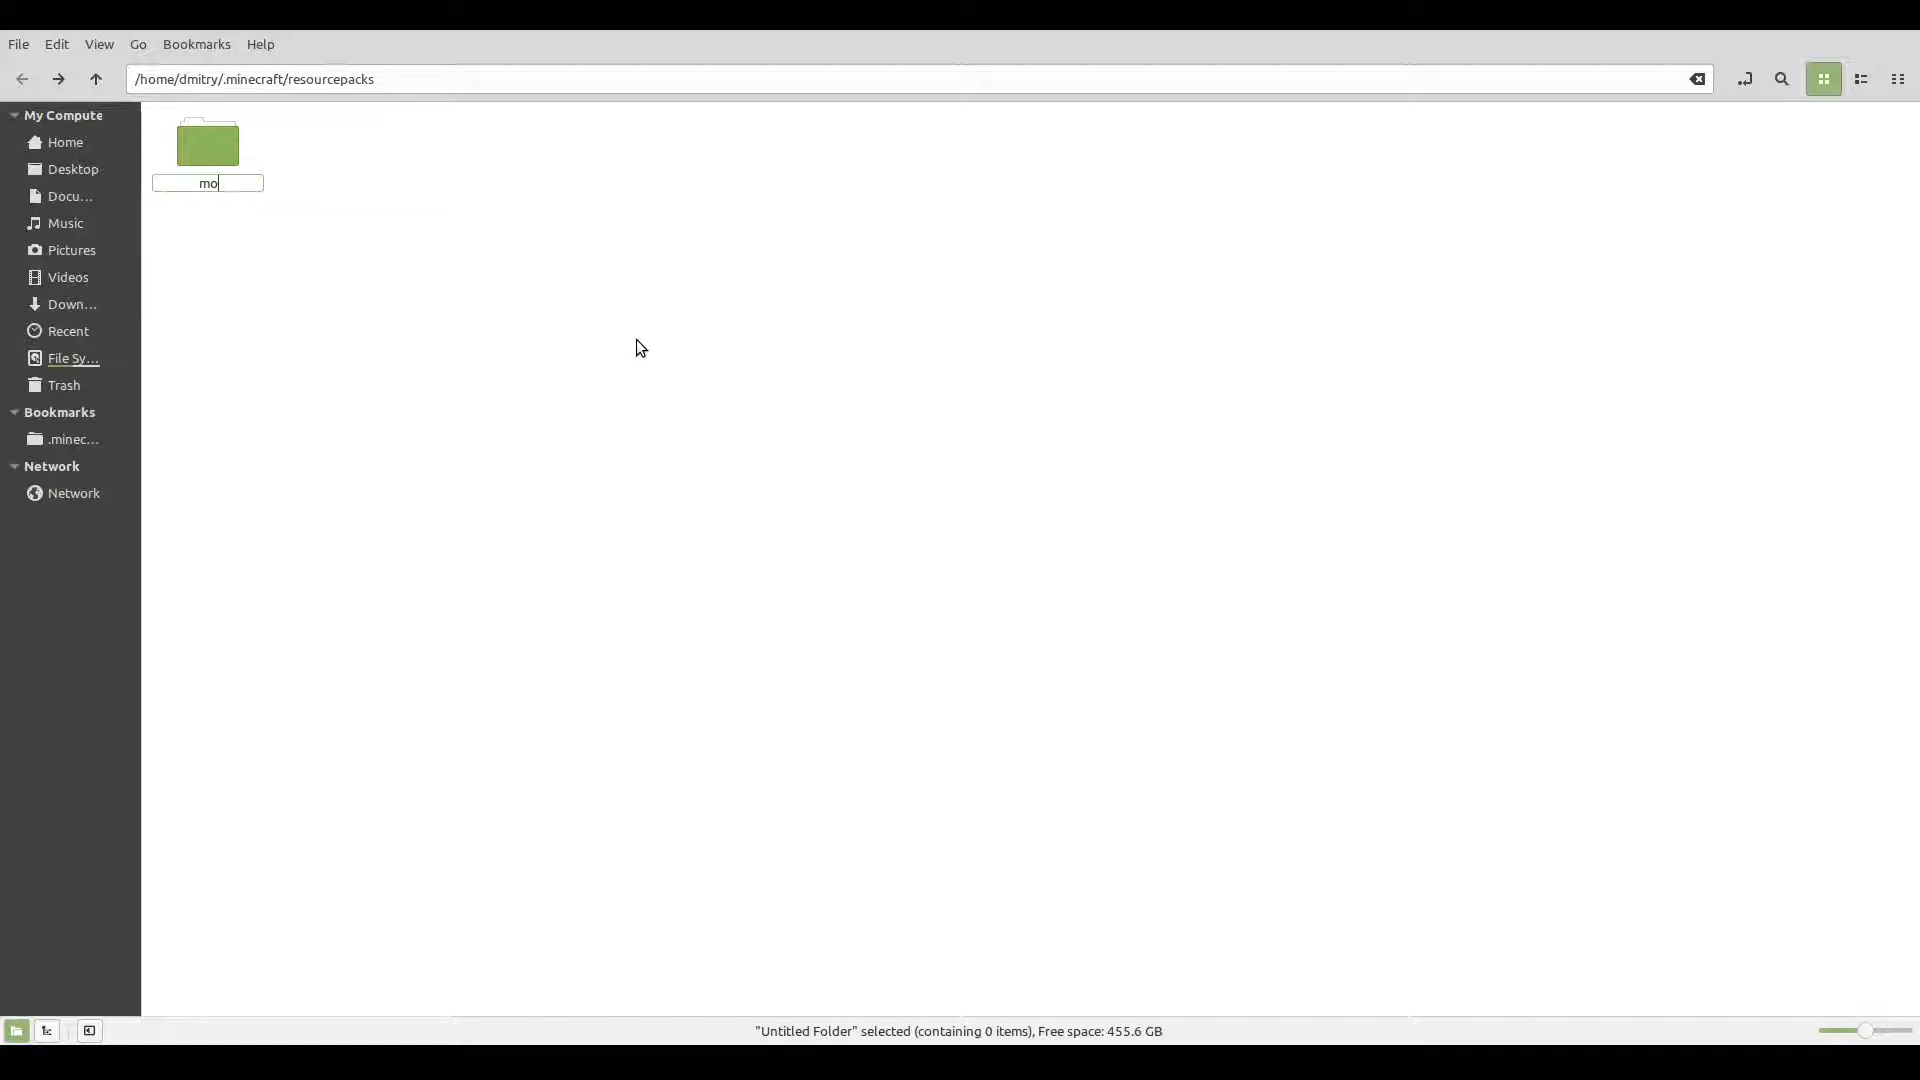 File Edit View Go Bookmarks Help
/home/dmitry/.minecraft/resourcepacks
My Compute
Home
Desktop
Docu...
Music
Pictures
Videos
Down...
Recent
File Sy...
Trash
Bookmarks
.minec...
Network
Network
mo
"Untitled Folder" selected (containing 0 items), Free space: 455.6 GB